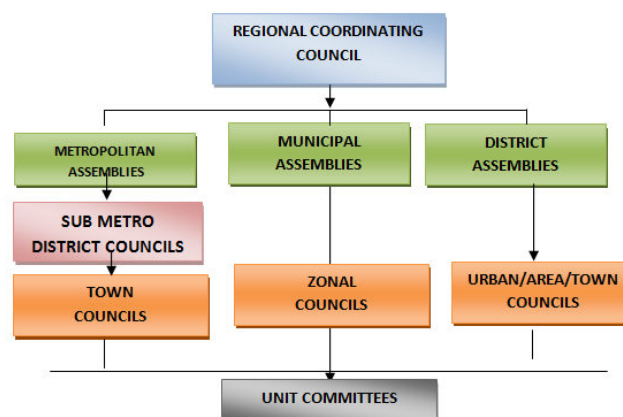 REGIONAL COORDINATING
COUNCIL
METROPOLITAN
ASSEMBLIES
MUNICIPAL
ASSEMBLIES
DISTRICT
ASSEMBLIES
SUB METRO
DISTRICT COUNCILS
TOWN
COUNCILS
ZONAL
COUNCILS
URBAN/AREA/TOWN
COUNCILS
UNIT COMMITTEES